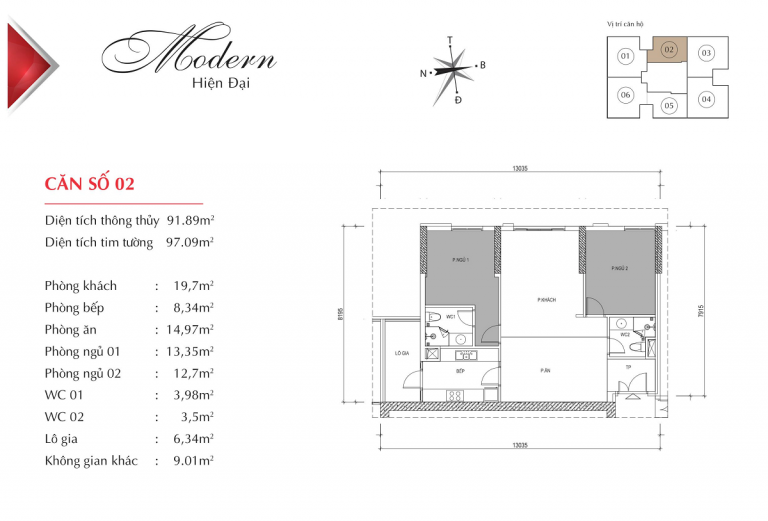 Modern
Hiện Đại
T
B
N
Đ
Vị trí căn hộ
01
02
03
06
05
04
CĂN SỐ 02
Diện tích thông thủy 91.89m²
Diện tích tim tường 97.09m²
Phòng khách : 19,7m²
Phòng bếp : 8,34m²
Phòng ăn : 14,97m²
Phòng ngủ 01 : 13,35m²
Phòng ngủ 02 : 12,7m²
WC 01 : 3,98m²
WC 02 : 3,5m²
Lô gia : 6,34m²
Không gian khác : 9.01m²
13035
8195
P.NGỦ 1
P.KHÁCH
P.NGỦ 2
7915
WC1
WC2
LÔ GIA
BẾP
P.ĂN
TP
13035